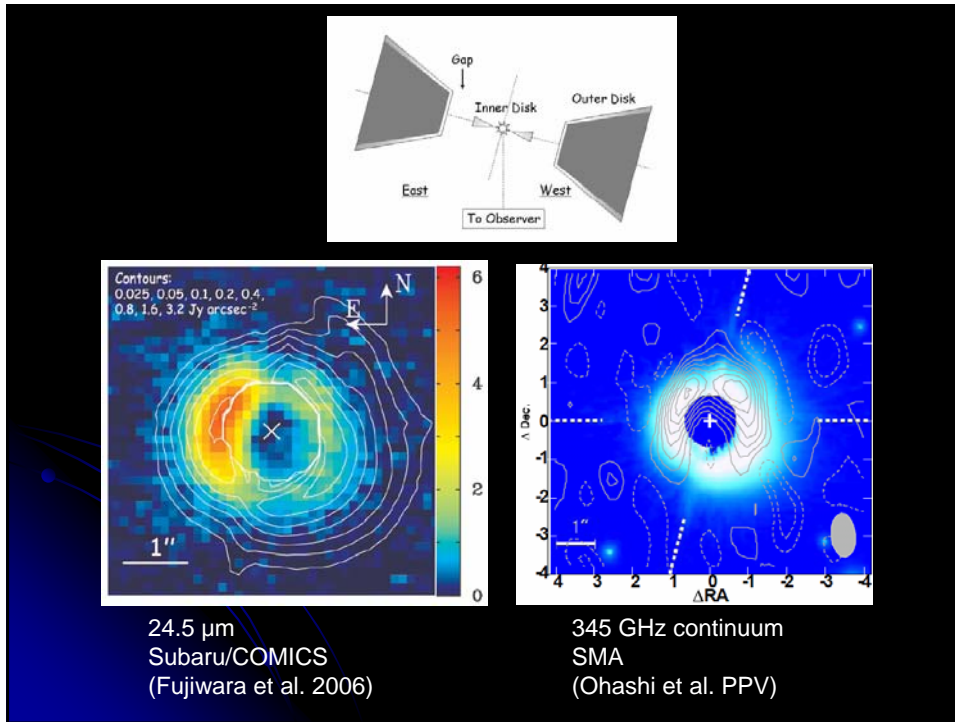 Gap
Inner Disk
Outer Disk
East
West
To Observer
Contours:
0.025, 0.05, 0.1, 0.2, 0.4,
0.8, 1.6, 3.2 Jy arcsec⁻²
N
E
1″
6
4
2
0
4
3
2
1
0
-1
-2
-3
-4
Δ Dec.
1″
4 3 2 1 0 -1 -2 -3 -4
ΔRA
24.5 µm
Subaru/COMICS
(Fujiwara et al. 2006)
345 GHz continuum
SMA
(Ohashi et al. PPV)